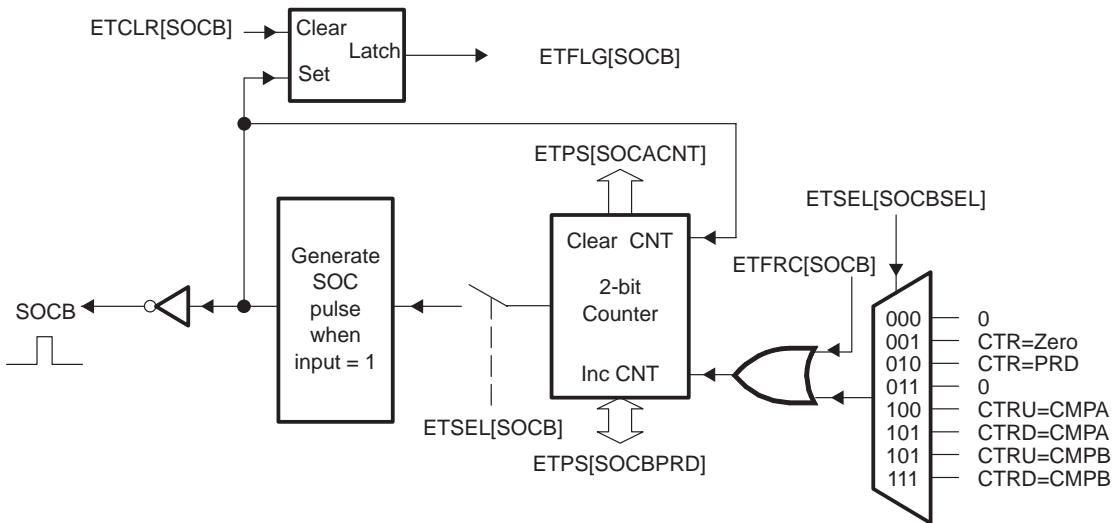 ETCLR[SOCB]
Clear
Latch
Set
ETFLG[SOCB]
ETPS[SOCACNT]
ETSEL[SOCBSEL]
Generate
SOC
pulse
when
input = 1
Clear CNT
2-bit
Counter
Inc CNT
ETFRC[SOCB]
SOCB
ETSEL[SOCB]
ETPS[SOCBPRD]
000 0
001 CTR=Zero
010 CTR=PRD
011 0
100 CTRU=CMPA
101 CTRD=CMPA
101 CTRU=CMPB
111 CTRD=CMPB